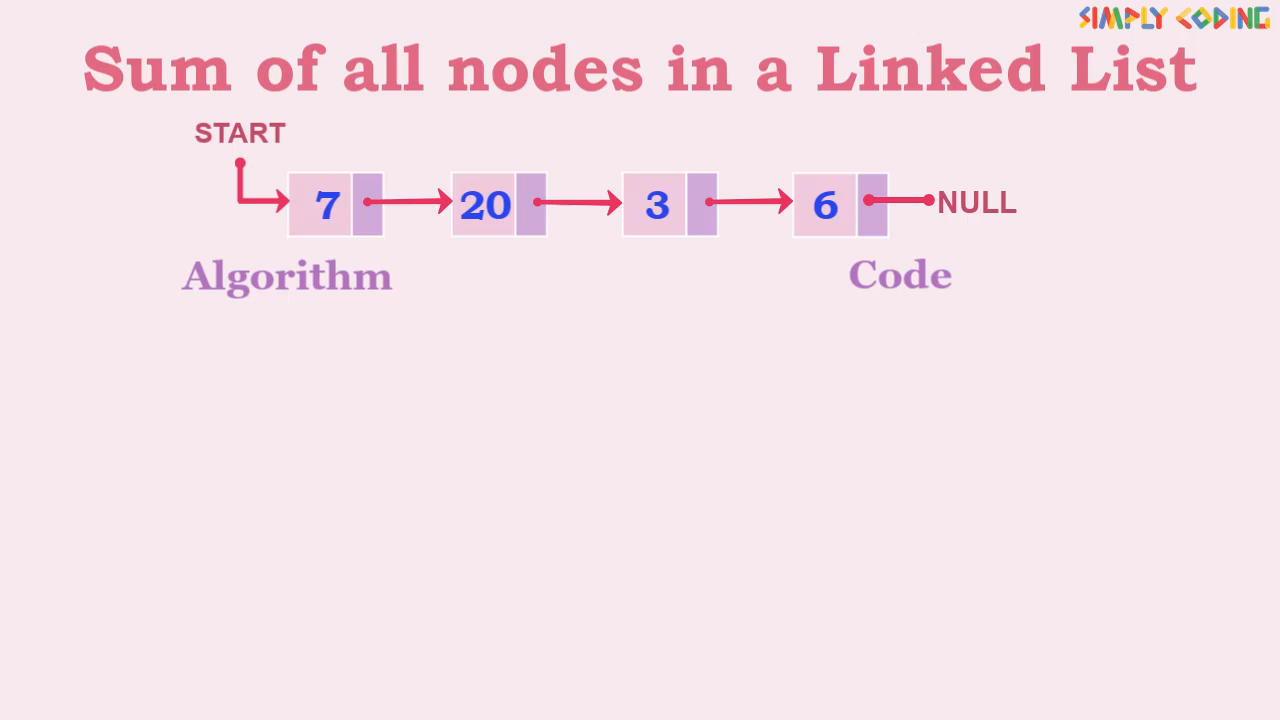 SIMPLY CODING
Sum of all nodes in a Linked List
START
7 20 3 6 NULL
Algorithm Code